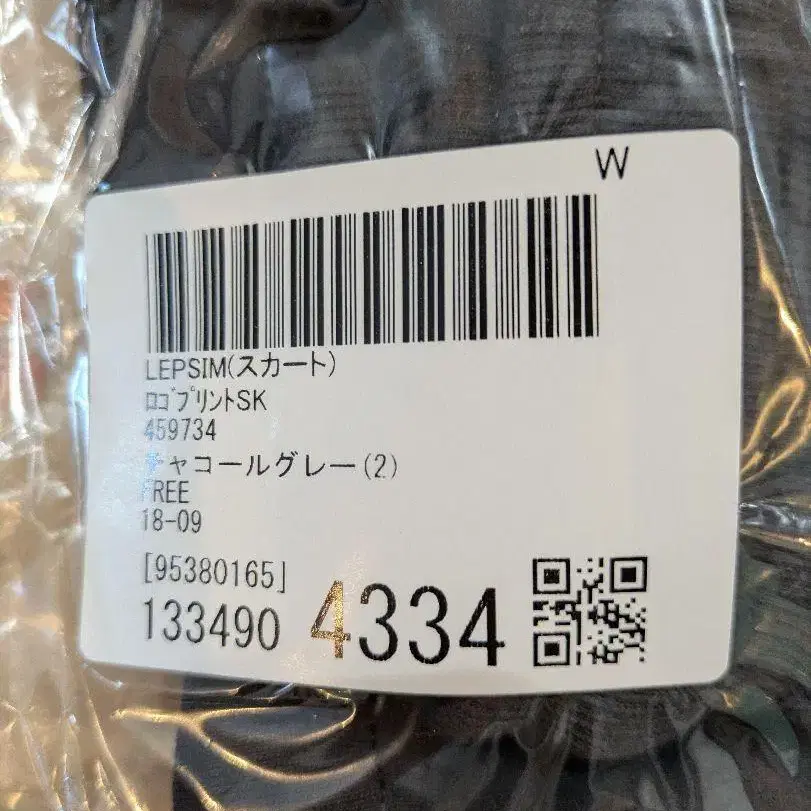 W
LEPSIM(スカート)
ﾛｺﾞﾌﾟﾘﾝﾄSK
459734
チャコールグレー(2)
FREE
18-09
[95380165]
133490 4334